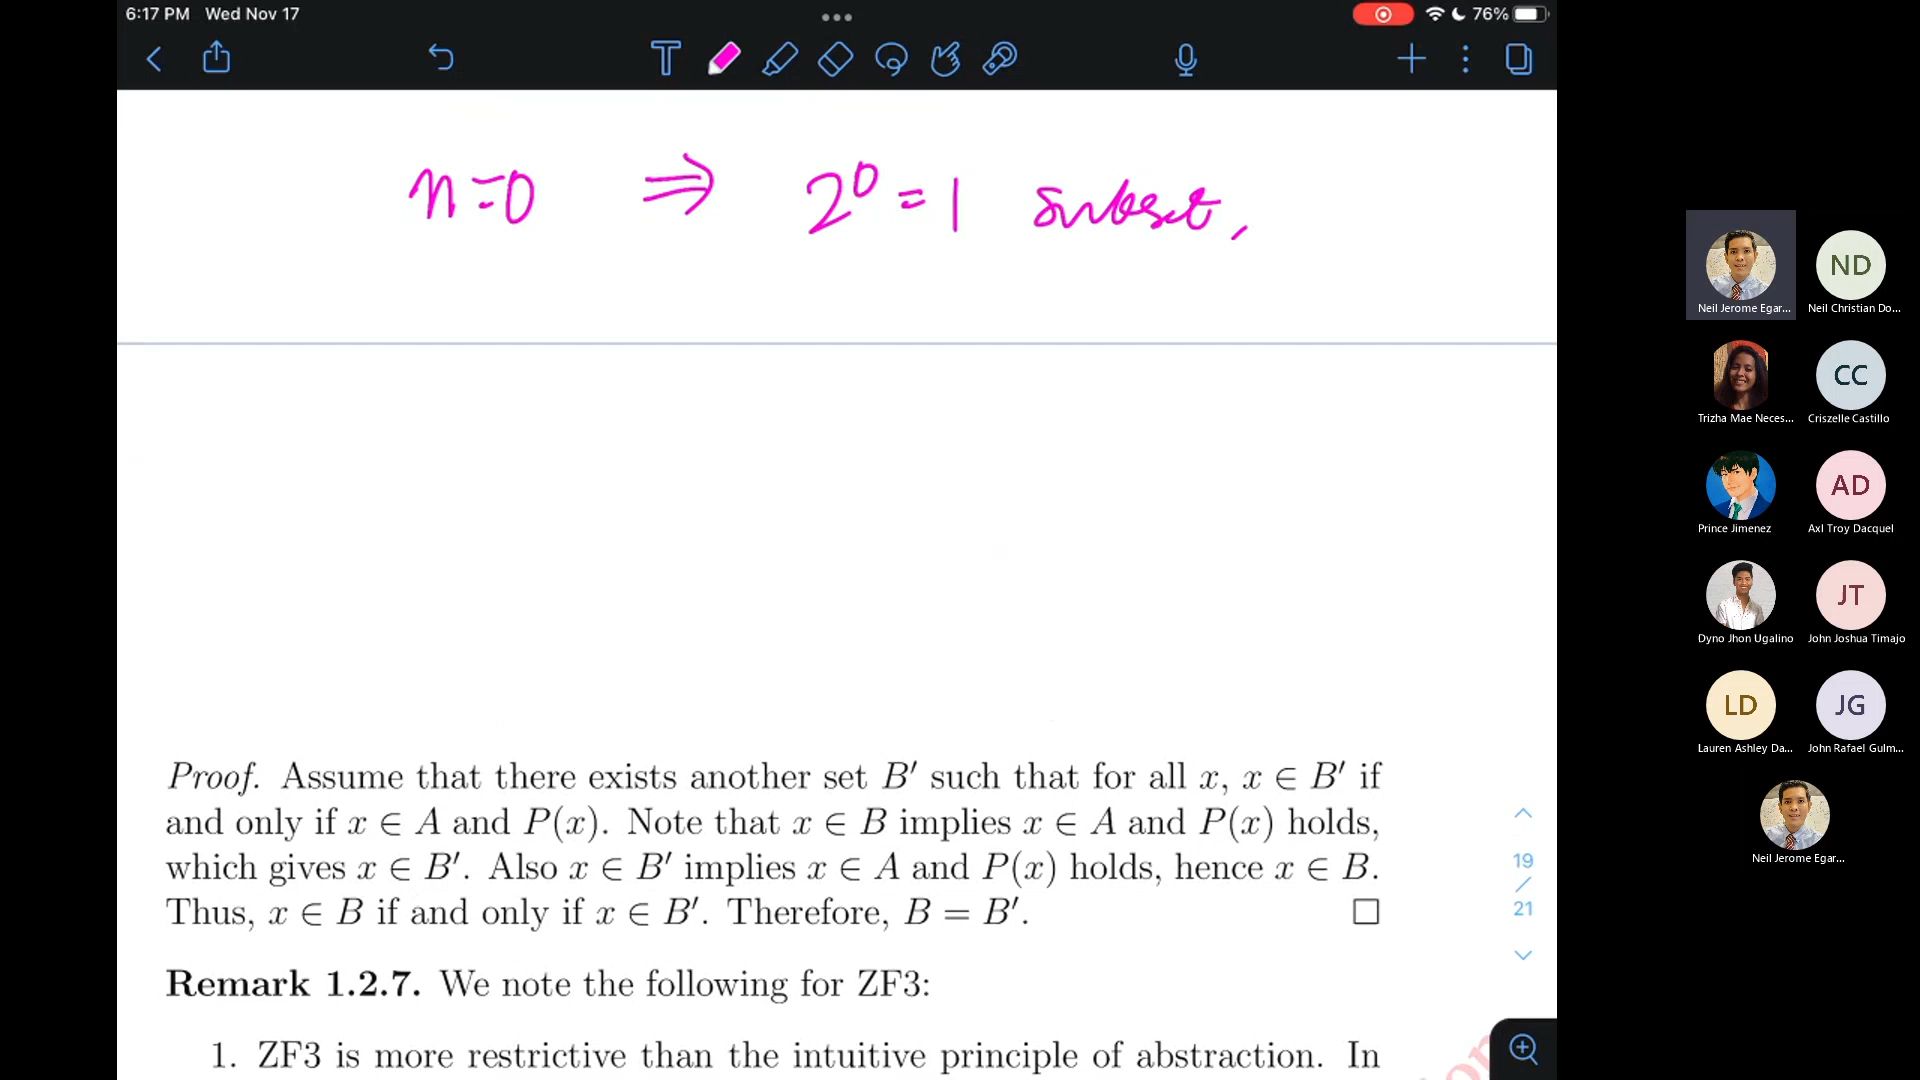 6:17 PM Wed Nov 17
76%
T
n=0 ⇒ 2⁰ = 1 subset,
Proof. Assume that there exists another set B′ such that for all x, x ∈ B′ if
and only if x ∈ A and P(x). Note that x ∈ B implies x ∈ A and P(x) holds,
which gives x ∈ B′. Also x ∈ B′ implies x ∈ A and P(x) holds, hence x ∈ B.
Thus, x ∈ B if and only if x ∈ B′. Therefore, B = B′. □
Remark 1.2.7. We note the following for ZF3:
1. ZF3 is more restrictive than the intuitive principle of abstraction. In
19
/
21
Neil Jerome Egar...
ND
Neil Christian Do...
Trizha Mae Neces...
CC
Criszelle Castillo
Prince Jimenez
AD
Axl Troy Dacquel
Dyno Jhon Ugalino
JT
John Joshua Timajo
LD
Lauren Ashley Da...
JG
John Rafael Gulm...
Neil Jerome Egar...